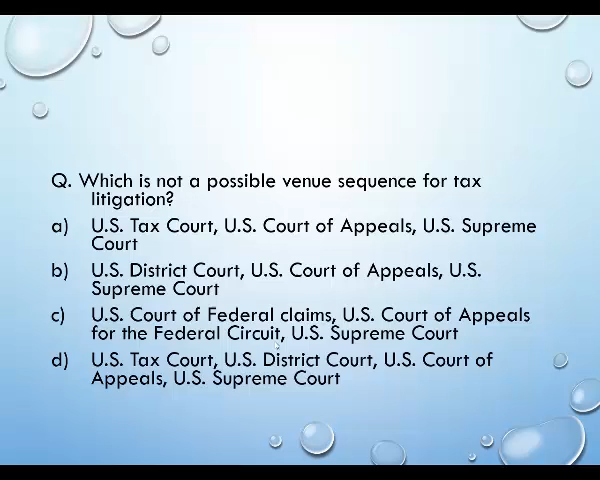 Q. Which is not a possible venue sequence for tax
litigation?
a) U.S. Tax Court, U.S. Court of Appeals, U.S. Supreme
Court
b) U.S. District Court, U.S. Court of Appeals, U.S.
Supreme Court
c) U.S. Court of Federal claims, U.S. Court of Appeals
for the Federal Circuit, U.S. Supreme Court
d) U.S. Tax Court, U.S. District Court, U.S. Court of
Appeals, U.S. Supreme Court